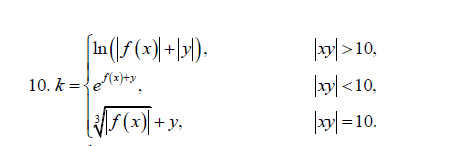 ln(|f(x)|+|y|), |xy|>10,
10. k = { e^{f(x)+y}, |xy|<10,
∛|f(x)|+y, |xy|=10.